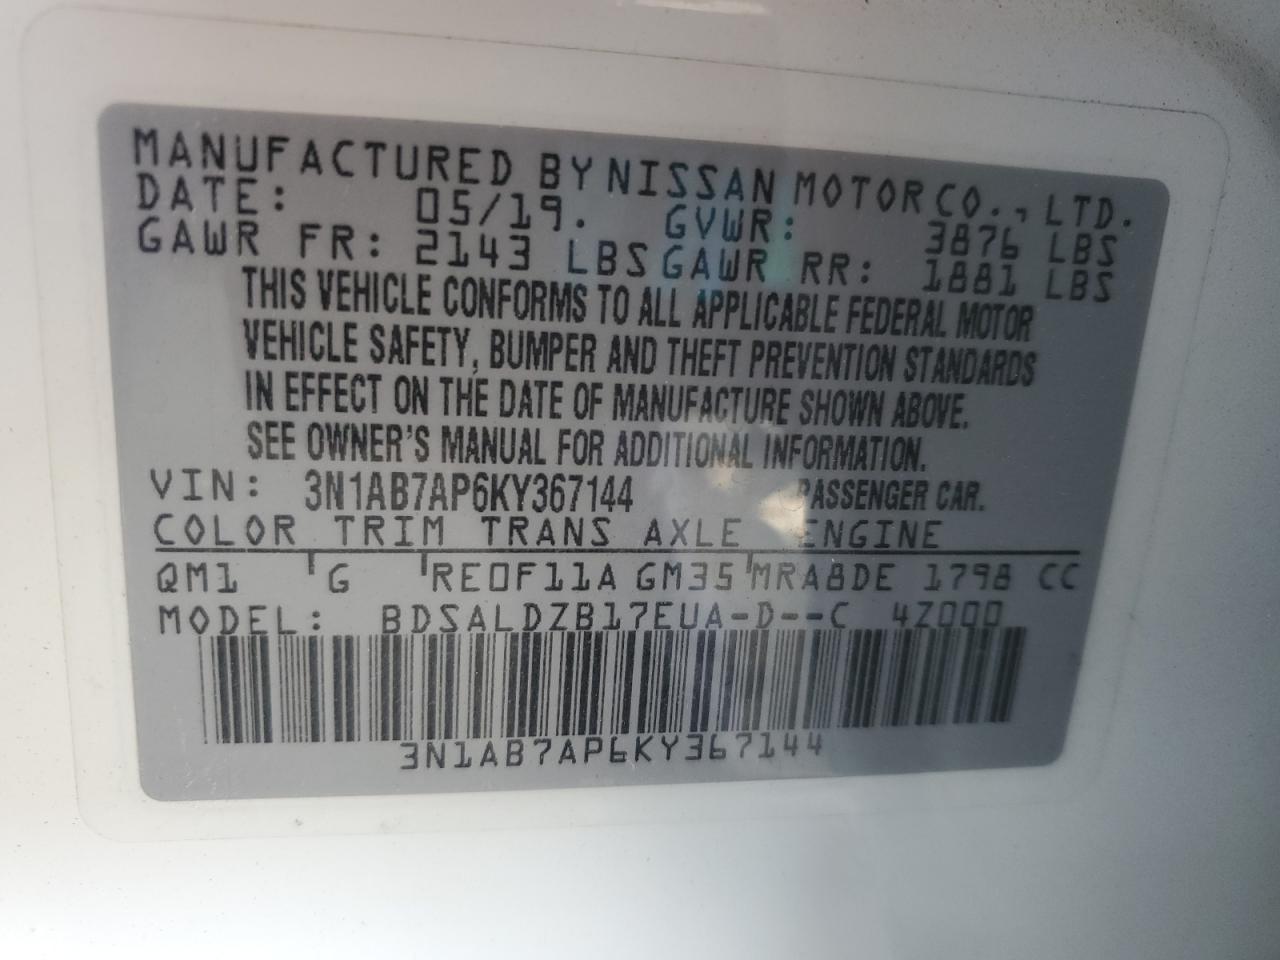 MANUFACTURED BY NISSAN MOTOR CO., LTD.
DATE: 05/19. GVWR: 3876 LBS
GAWR FR: 2143 LBS GAWR RR: 1881 LBS
THIS VEHICLE CONFORMS TO ALL APPLICABLE FEDERAL MOTOR
VEHICLE SAFETY, BUMPER AND THEFT PREVENTION STANDARDS
IN EFFECT ON THE DATE OF MANUFACTURE SHOWN ABOVE.
SEE OWNER'S MANUAL FOR ADDITIONAL INFORMATION.
VIN: 3N1AB7AP6KY367144 PASSENGER CAR.
COLOR TRIM TRANS AXLE ENGINE
QM1 G RE0F11A GM35 MRA8DE 1798 CC
MODEL: BDSALDZB17EUA-D--C 4Z000
3N1AB7AP6KY367144